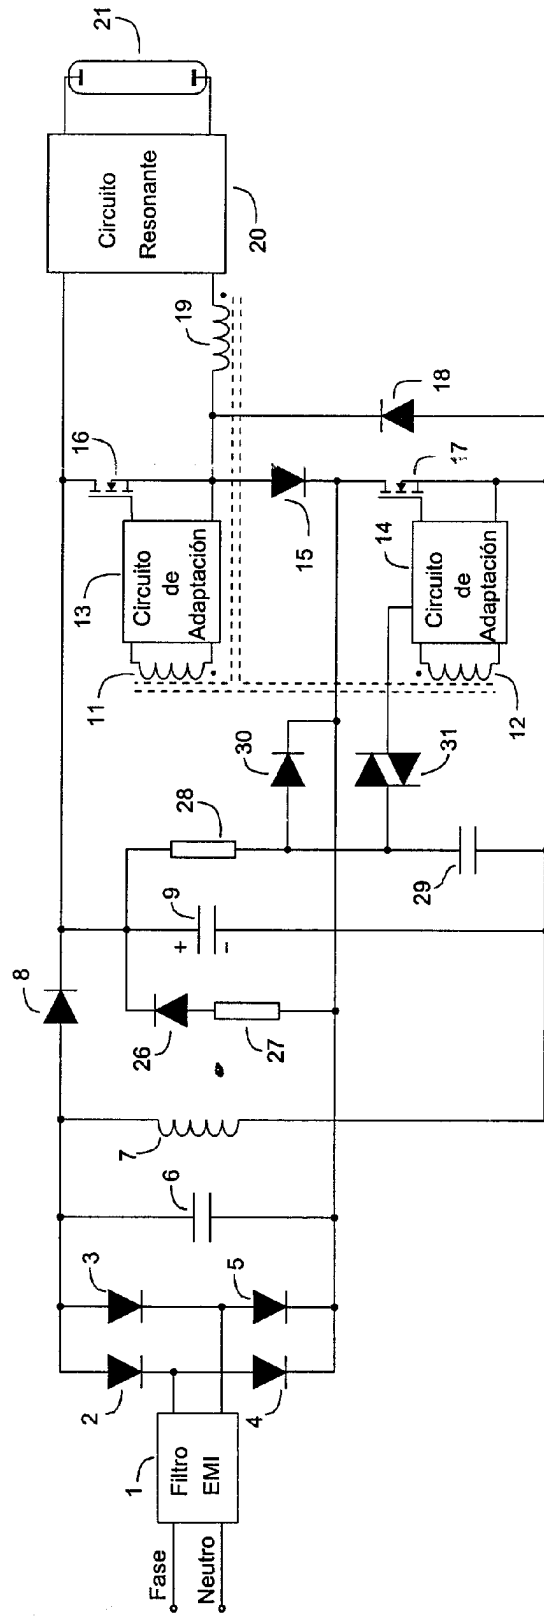 Fase
Neutro
1
Filtro
EMI
2
3
4
5
6
7
8
26
27
9
+
-
28
29
30
31
11
12
13
Circuito
de
Adaptación
14
Circuito
de
Adaptación
15
16
17
18
19
20
Circuito
Resonante
21